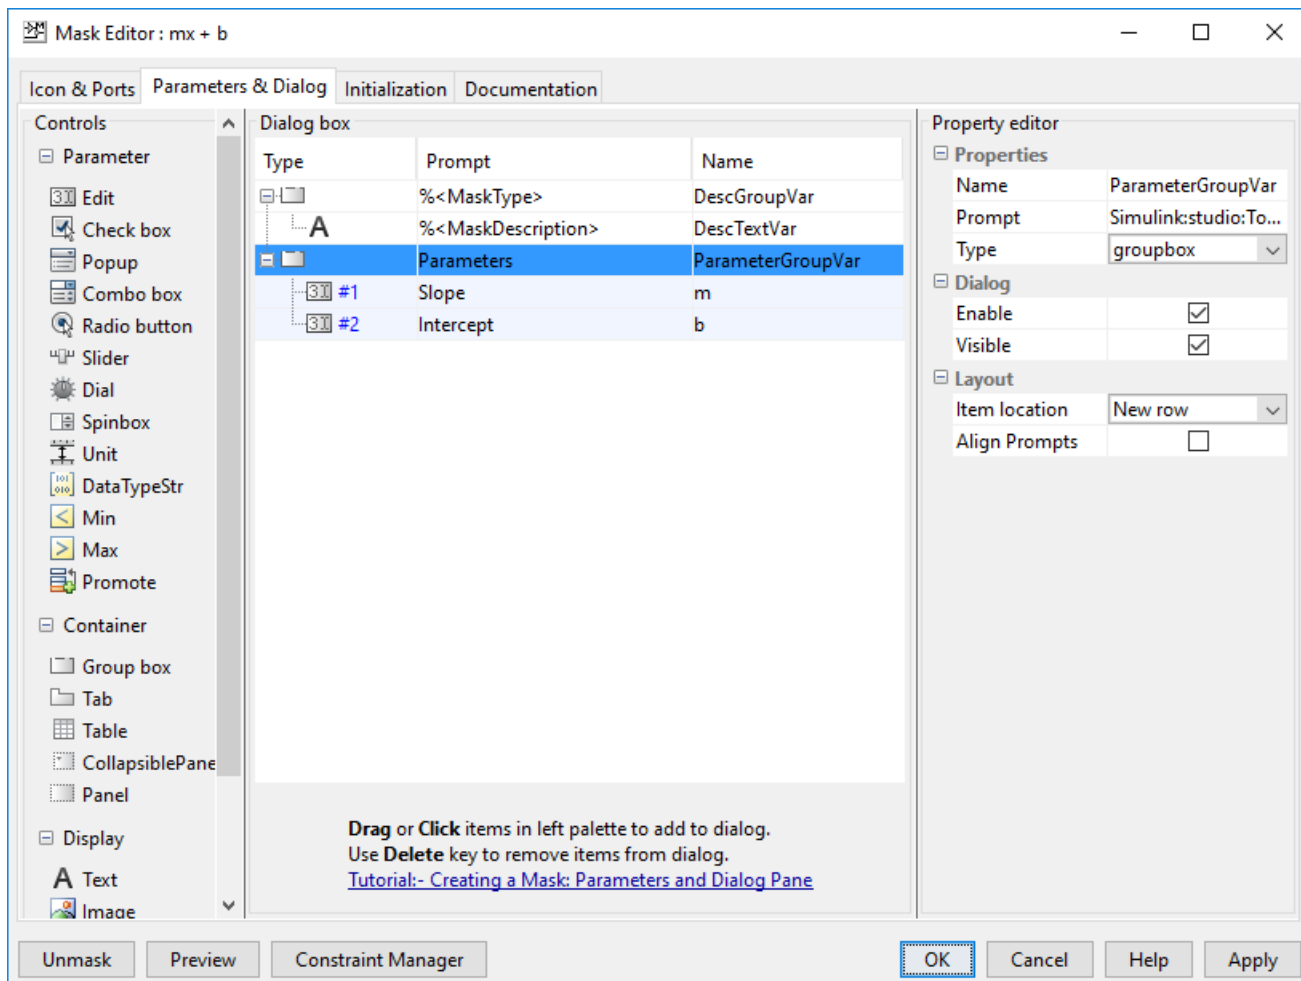 Mask Editor : mx + b
Icon & Ports
Parameters & Dialog
Initialization
Documentation
Controls
Parameter
Edit
Check box
Popup
Combo box
Radio button
Slider
Dial
Spinbox
Unit
DataTypeStr
Min
Max
Promote
Container
Group box
Tab
Table
CollapsiblePane
Panel
Display
A Text
Image
Dialog box
Type Prompt Name
%<MaskType> DescGroupVar
A %<MaskDescription> DescTextVar
Parameters ParameterGroupVar
#1 Slope m
#2 Intercept b
Drag or Click items in left palette to add to dialog.
Use Delete key to remove items from dialog.
Tutorial:- Creating a Mask: Parameters and Dialog Pane
Property editor
Properties
Name ParameterGroupVar
Prompt Simulink:studio:To...
Type groupbox
Dialog
Enable
Visible
Layout
Item location New row
Align Prompts
Unmask
Preview
Constraint Manager
OK
Cancel
Help
Apply